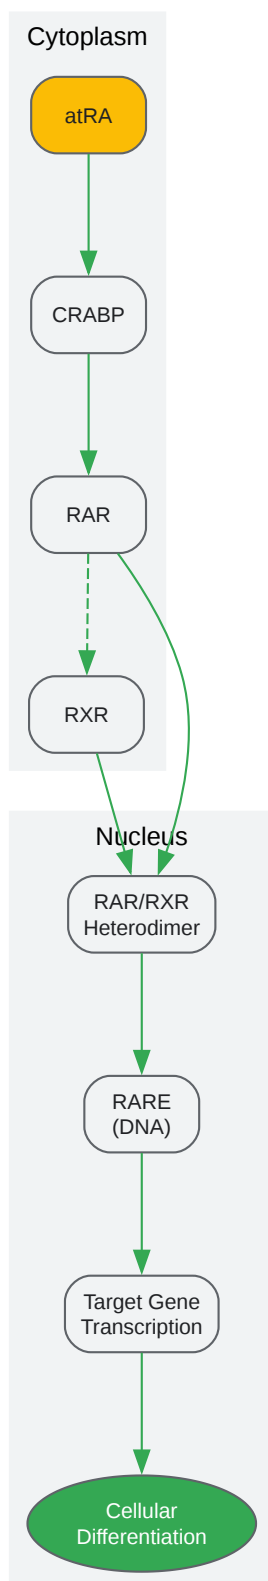 Cytoplasm
atRA
CRABP
RAR
RXR
Nucleus
RAR/RXR
Heterodimer
RARE
(DNA)
Target Gene
Transcription
Cellular
Differentiation